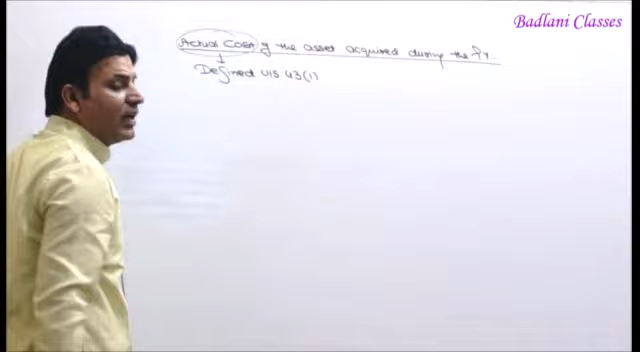 Badlani Classes
Actual Cost of the asset acquired during the P.Y.
Defined U/S 43(1)